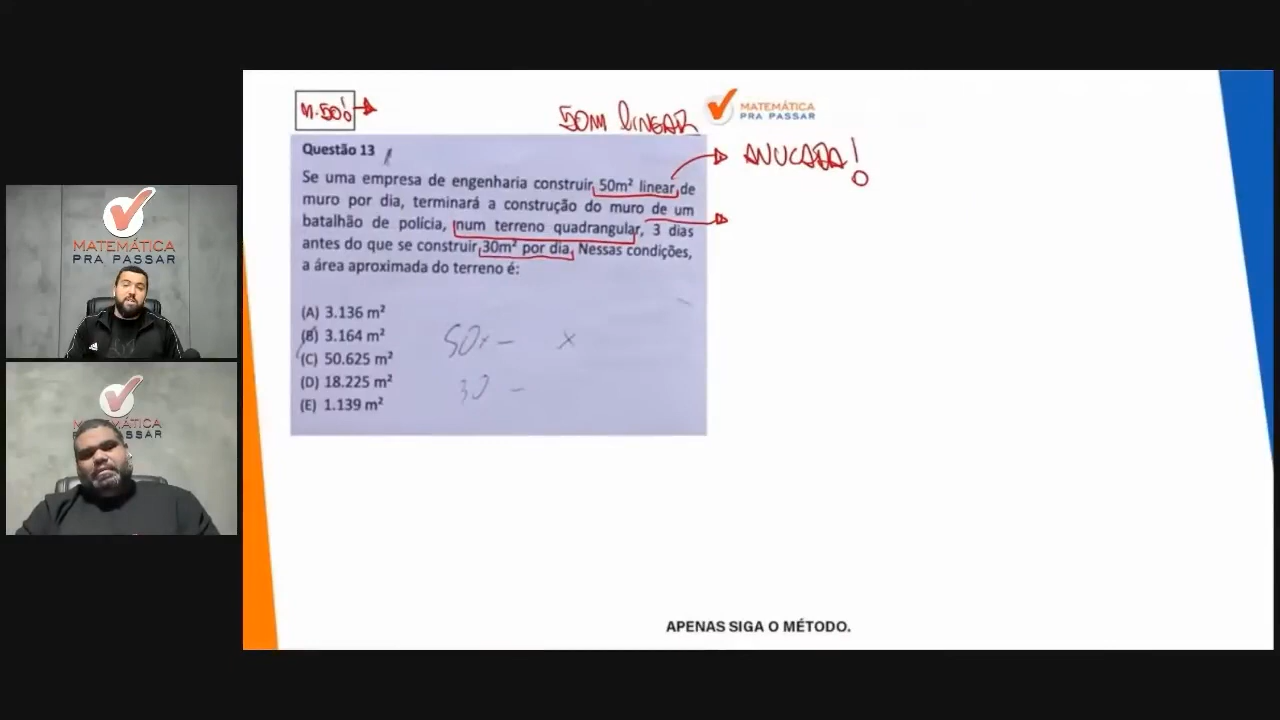 MATEMÁTICA
PRA PASSAR
MATEMÁTICA
PRA PASSAR
M.50!
50M LINEAR
MATEMÁTICA
PRA PASSAR
ANULADA!
Questão 13
Se uma empresa de engenharia construir 50m² linear de
muro por dia, terminará a construção do muro de um
batalhão de polícia, num terreno quadrangular, 3 dias
antes do que se construir 30m² por dia. Nessas condições,
a área aproximada do terreno é:
(A) 3.136 m²
(B) 3.164 m²
(C) 50.625 m²
(D) 18.225 m²
(E) 1.139 m²
50x - x
30 -
APENAS SIGA O MÉTODO.